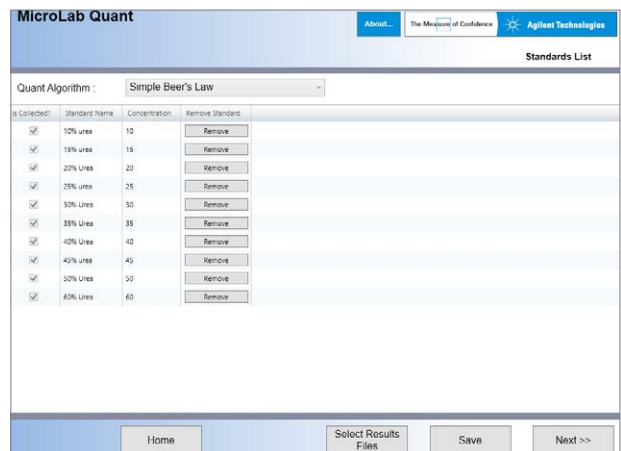 MicroLab Quant
About...
The Measure of Confidence
Agilent Technologies
Standards List
Quant Algorithm :
Simple Beer's Law
Is Collected? Standard Name Concentration Remove Standard
10% urea 10 Remove
15% urea 15 Remove
20% Urea 20 Remove
25% urea 25 Remove
30% Urea 30 Remove
35% Urea 35 Remove
40% Urea 40 Remove
45% urea 45 Remove
50% Urea 50 Remove
60% Urea 60 Remove
Home
Select Results
Files
Save
Next >>